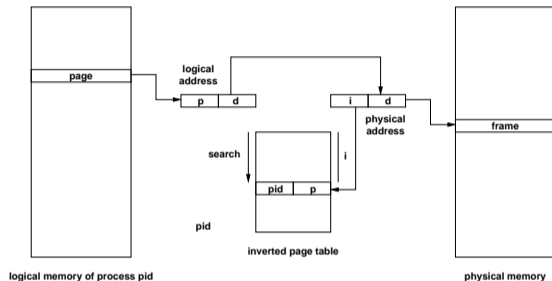 page
logical
address
p d
i d
physical
address
frame
search
i
pid p
pid
inverted page table
logical memory of process pid
physical memory